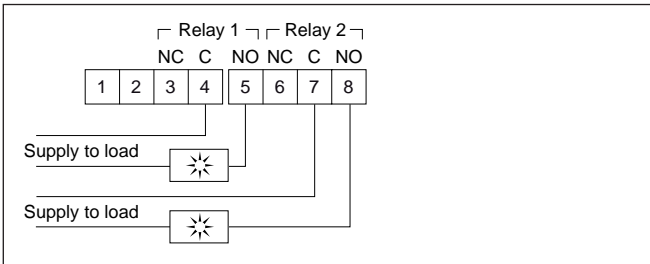 Relay 1 Relay 2
NC C NO NC C NO
1 2 3 4 5 6 7 8
Supply to load
Supply to load